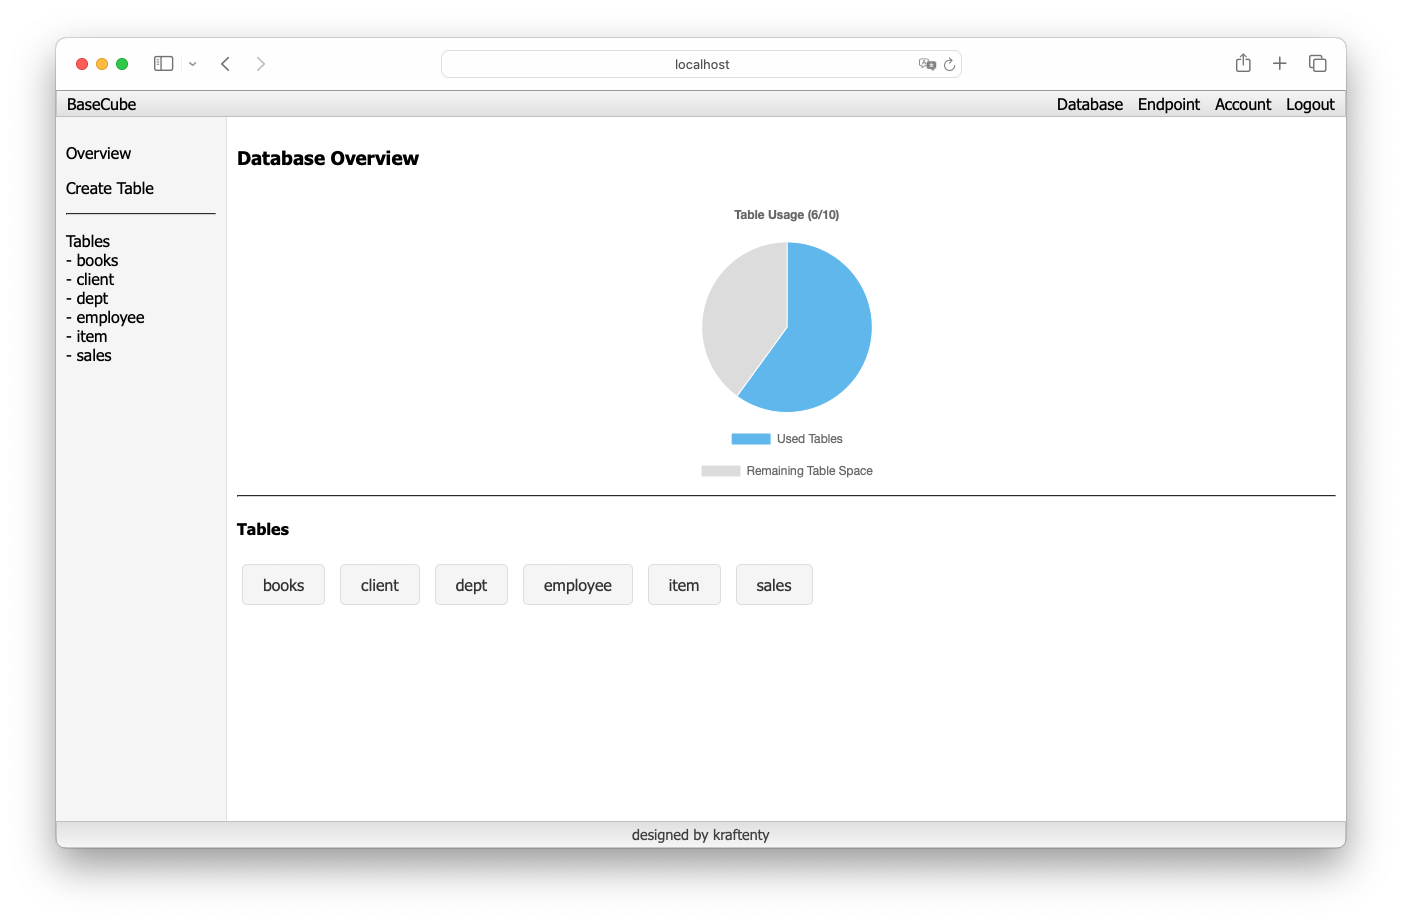 localhost
BaseCube
Database Endpoint Account Logout
Overview
Create Table
Tables
- books
- client
- dept
- employee
- item
- sales
Database Overview
Table Usage (6/10)
Used Tables
Remaining Table Space
Tables
books client dept employee item sales
designed by kraftenty